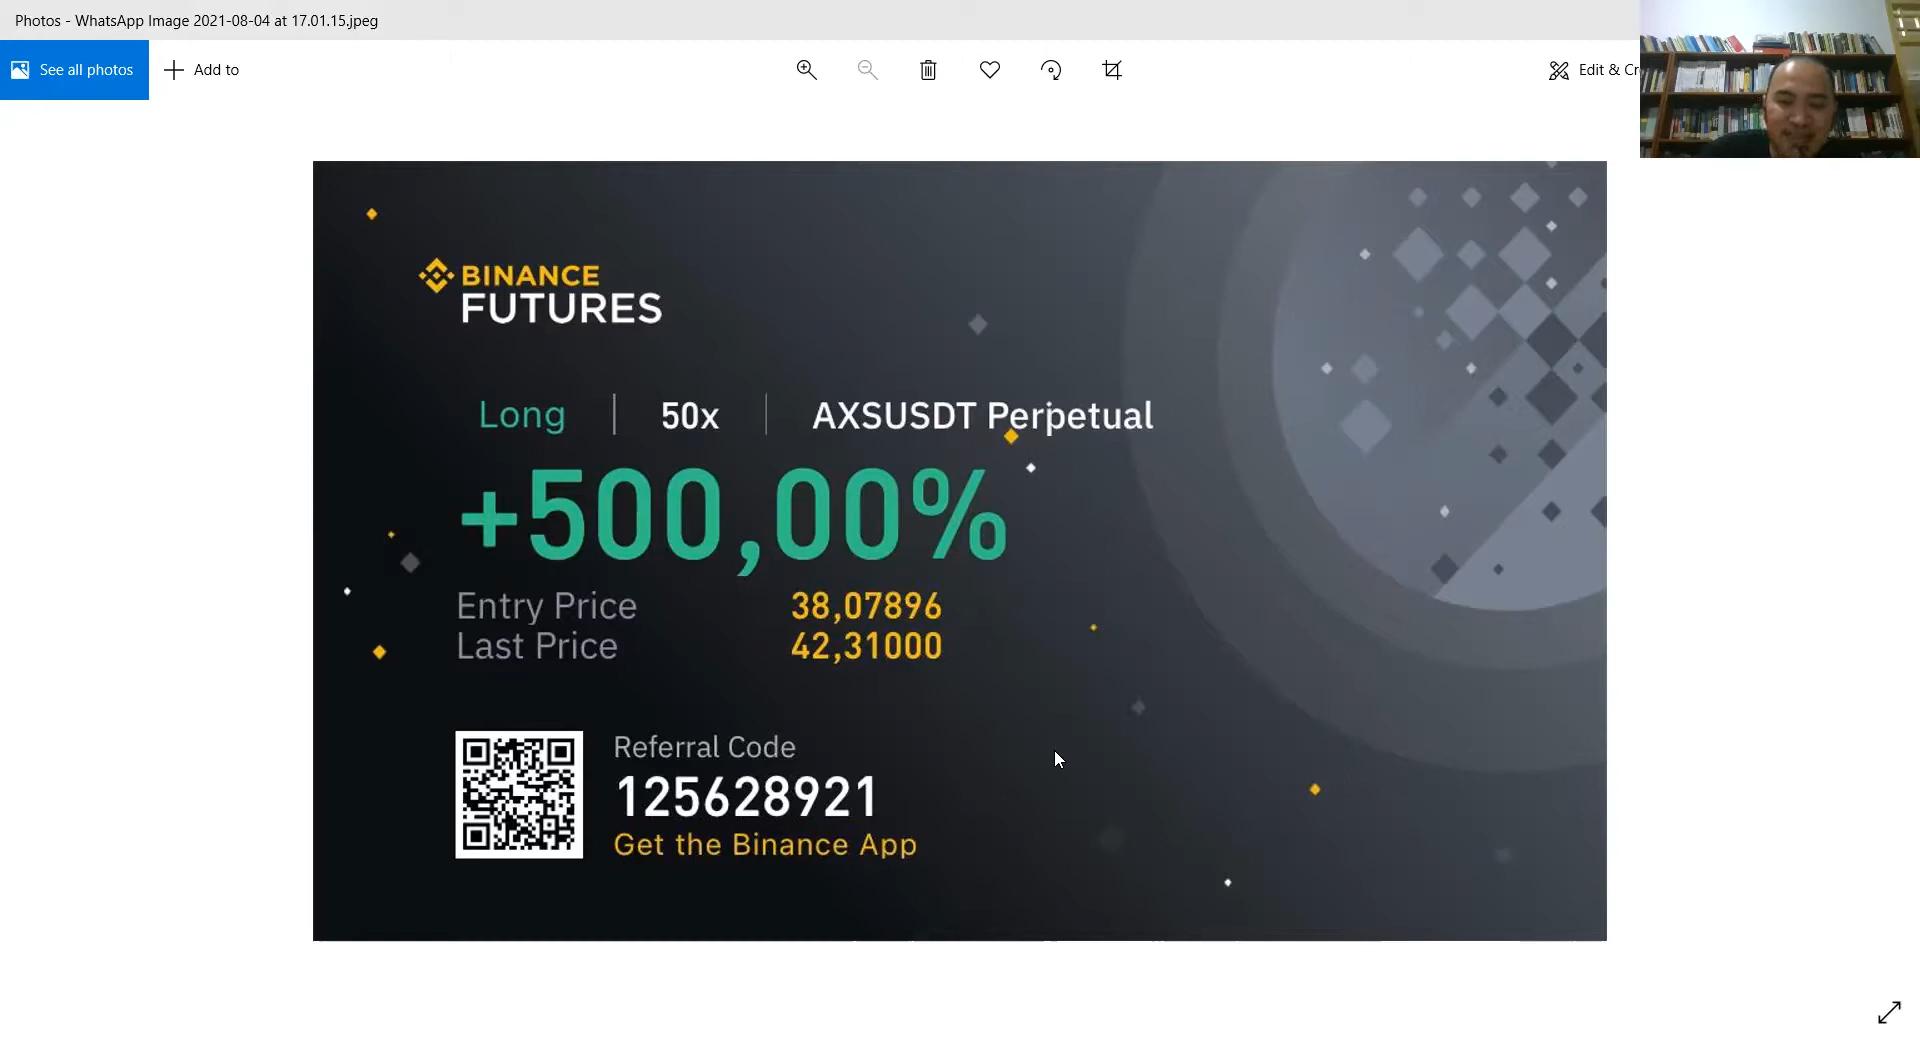 Photos - WhatsApp Image 2021-08-04 at 17.01.15.jpeg
See all photos
Add to
Edit & Cr
BINANCE
FUTURES
Long | 50x | AXSUSDT Perpetual
+500,00%
Entry Price 38,07896
Last Price 42,31000
Referral Code
125628921
Get the Binance App